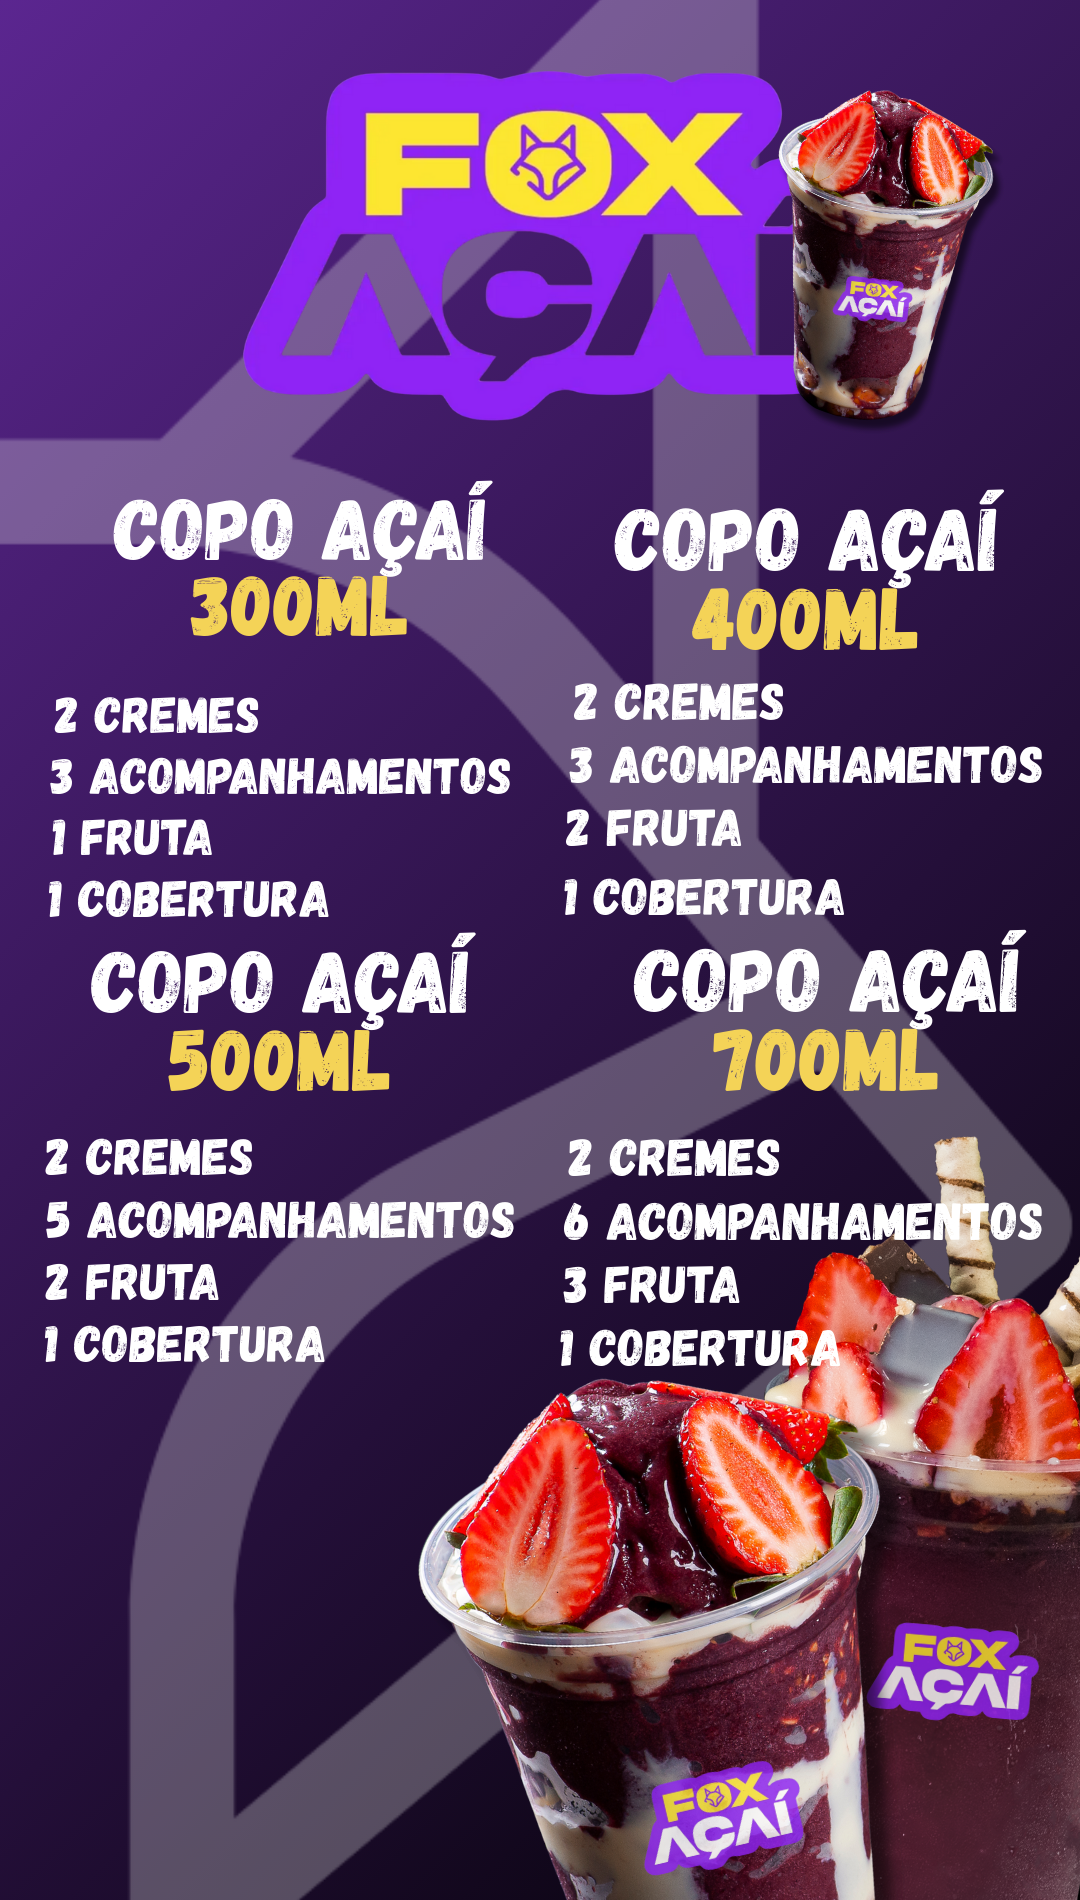 FOX
AÇAÍ
FOX
AÇAÍ
COPO AÇAÍ
300ML
2 CREMES
3 ACOMPANHAMENTOS
1 FRUTA
1 COBERTURA
COPO AÇAÍ
400ML
2 CREMES
3 ACOMPANHAMENTOS
2 FRUTA
1 COBERTURA
COPO AÇAÍ
500ML
2 CREMES
5 ACOMPANHAMENTOS
2 FRUTA
1 COBERTURA
COPO AÇAÍ
700ML
2 CREMES
6 ACOMPANHAMENTOS
3 FRUTA
1 COBERTURA
FOX
AÇAÍ
FOX
AÇAÍ